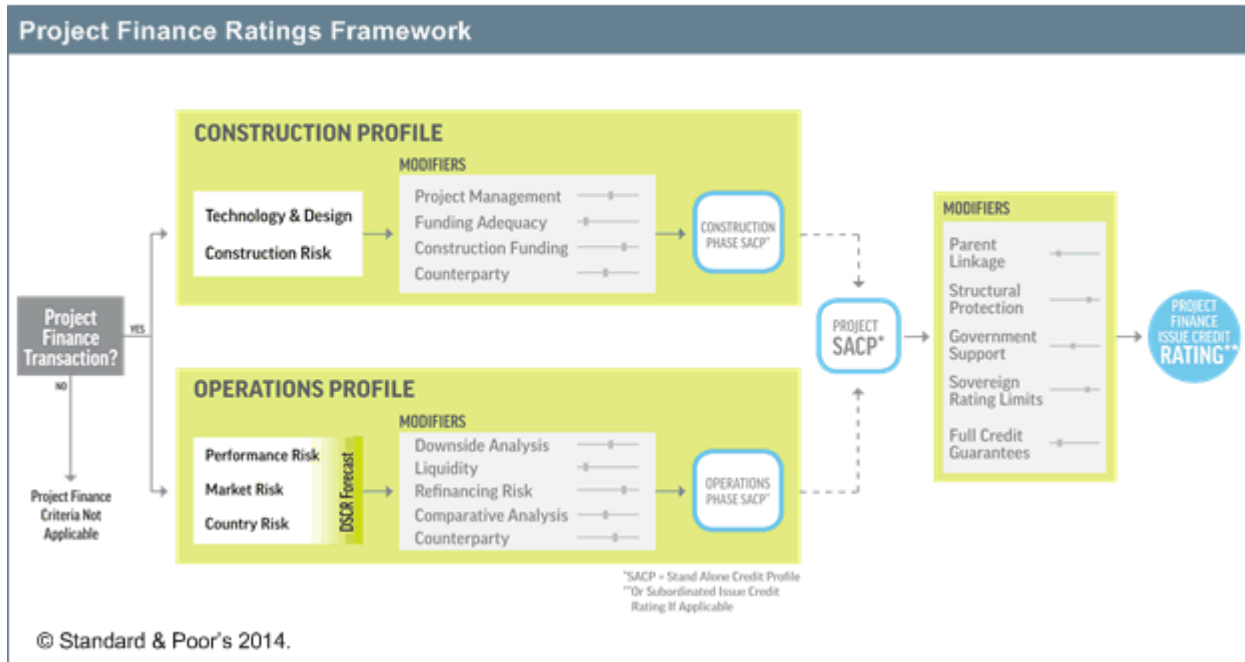 Project Finance Ratings Framework
CONSTRUCTION PROFILE
MODIFIERS
Technology & Design
Construction Risk
Project Management
Funding Adequacy
Construction Funding
Counterparty
CONSTRUCTION
PHASE SACP*
Project
Finance
Transaction?
YES
NO
Project Finance
Criteria Not
Applicable
OPERATIONS PROFILE
MODIFIERS
Performance Risk
Market Risk
Country Risk
DSCR Forecast
Downside Analysis
Liquidity
Refinancing Risk
Comparative Analysis
Counterparty
OPERATIONS
PHASE SACP*
PROJECT
SACP*
MODIFIERS
Parent
Linkage
Structural
Protection
Government
Support
Sovereign
Rating Limits
Full Credit
Guarantees
PROJECT
FINANCE
ISSUE CREDIT
RATING**
*SACP = Stand Alone Credit Profile
**Or Subordinated Issue Credit
Rating If Applicable
© Standard & Poor's 2014.